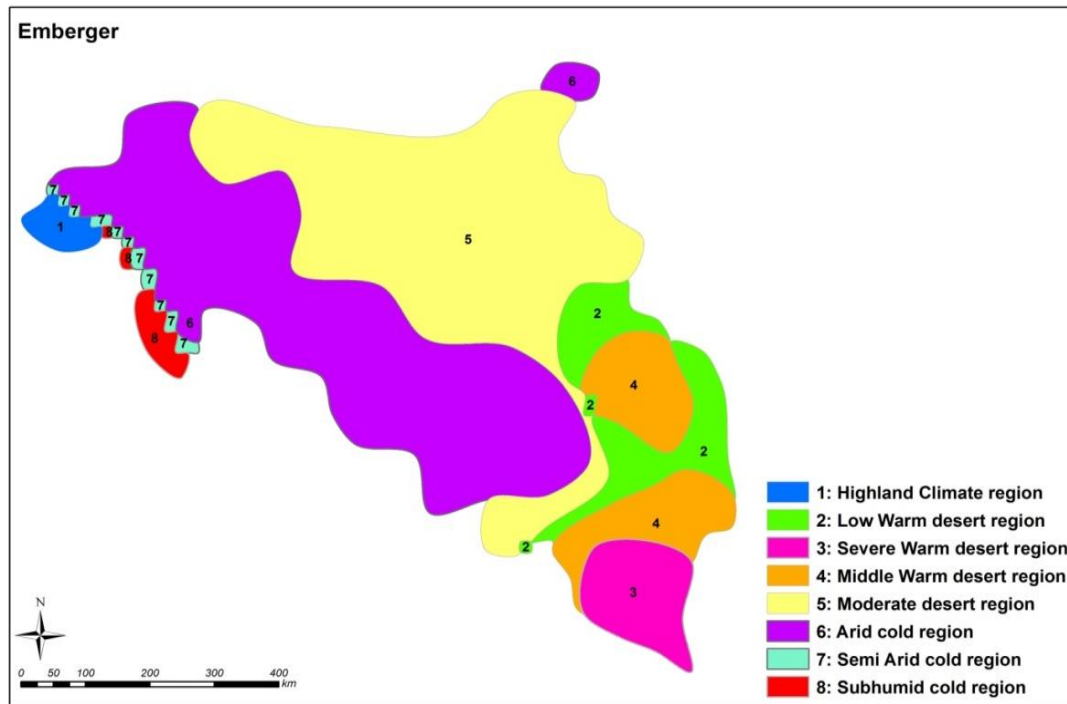 Emberger
6
7
7
7
7
1
8
7
7
8
7
5
7
2
7
6
7
8
7
4
2
2
4
2
3
1: Highland Climate region
2: Low Warm desert region
3: Severe Warm desert region
4: Middle Warm desert region
5: Moderate desert region
6: Arid cold region
7: Semi Arid cold region
8: Subhumid cold region
N
0 50 100 200 300 400
km